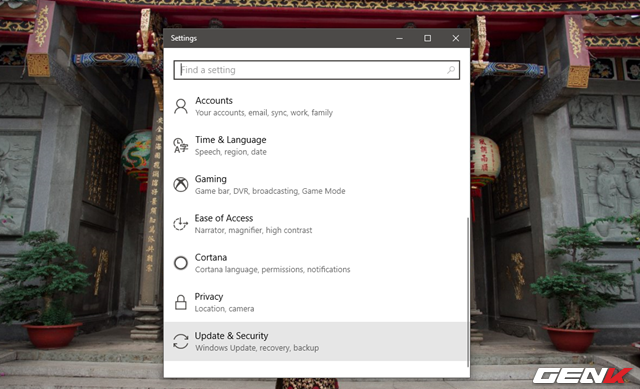 Settings
Find a setting
Accounts
Your accounts, email, sync, work, family
Time & Language
Speech, region, date
Gaming
Game bar, DVR, broadcasting, Game Mode
Ease of Access
Narrator, magnifier, high contrast
Cortana
Cortana language, permissions, notifications
Privacy
Location, camera
Update & Security
Windows Update, recovery, backup
GENK